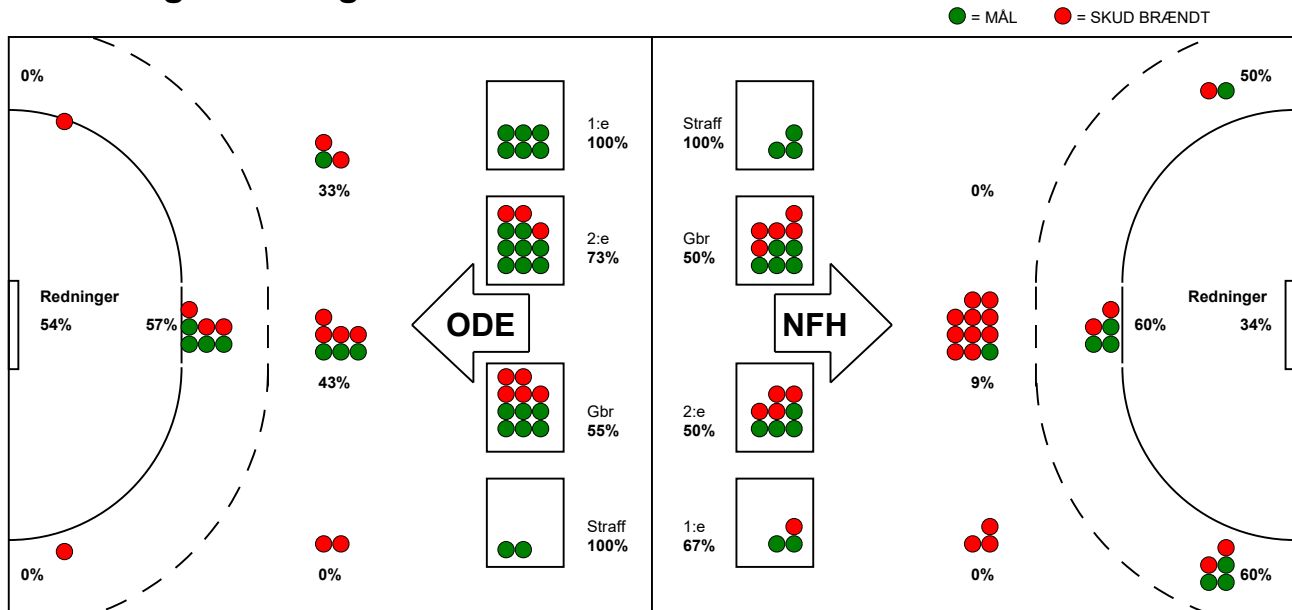 = MÅL
= SKUD BRÆNDT
0%
33%
1:e
100%
2:e
73%
Redninger
54%
57%
ODE
43%
Gbr
55%
Straff
100%
0%
0%
Straff
100%
0%
50%
Gbr
50%
NFH
Redninger
60%
34%
9%
2:e
50%
1:e
67%
0%
60%